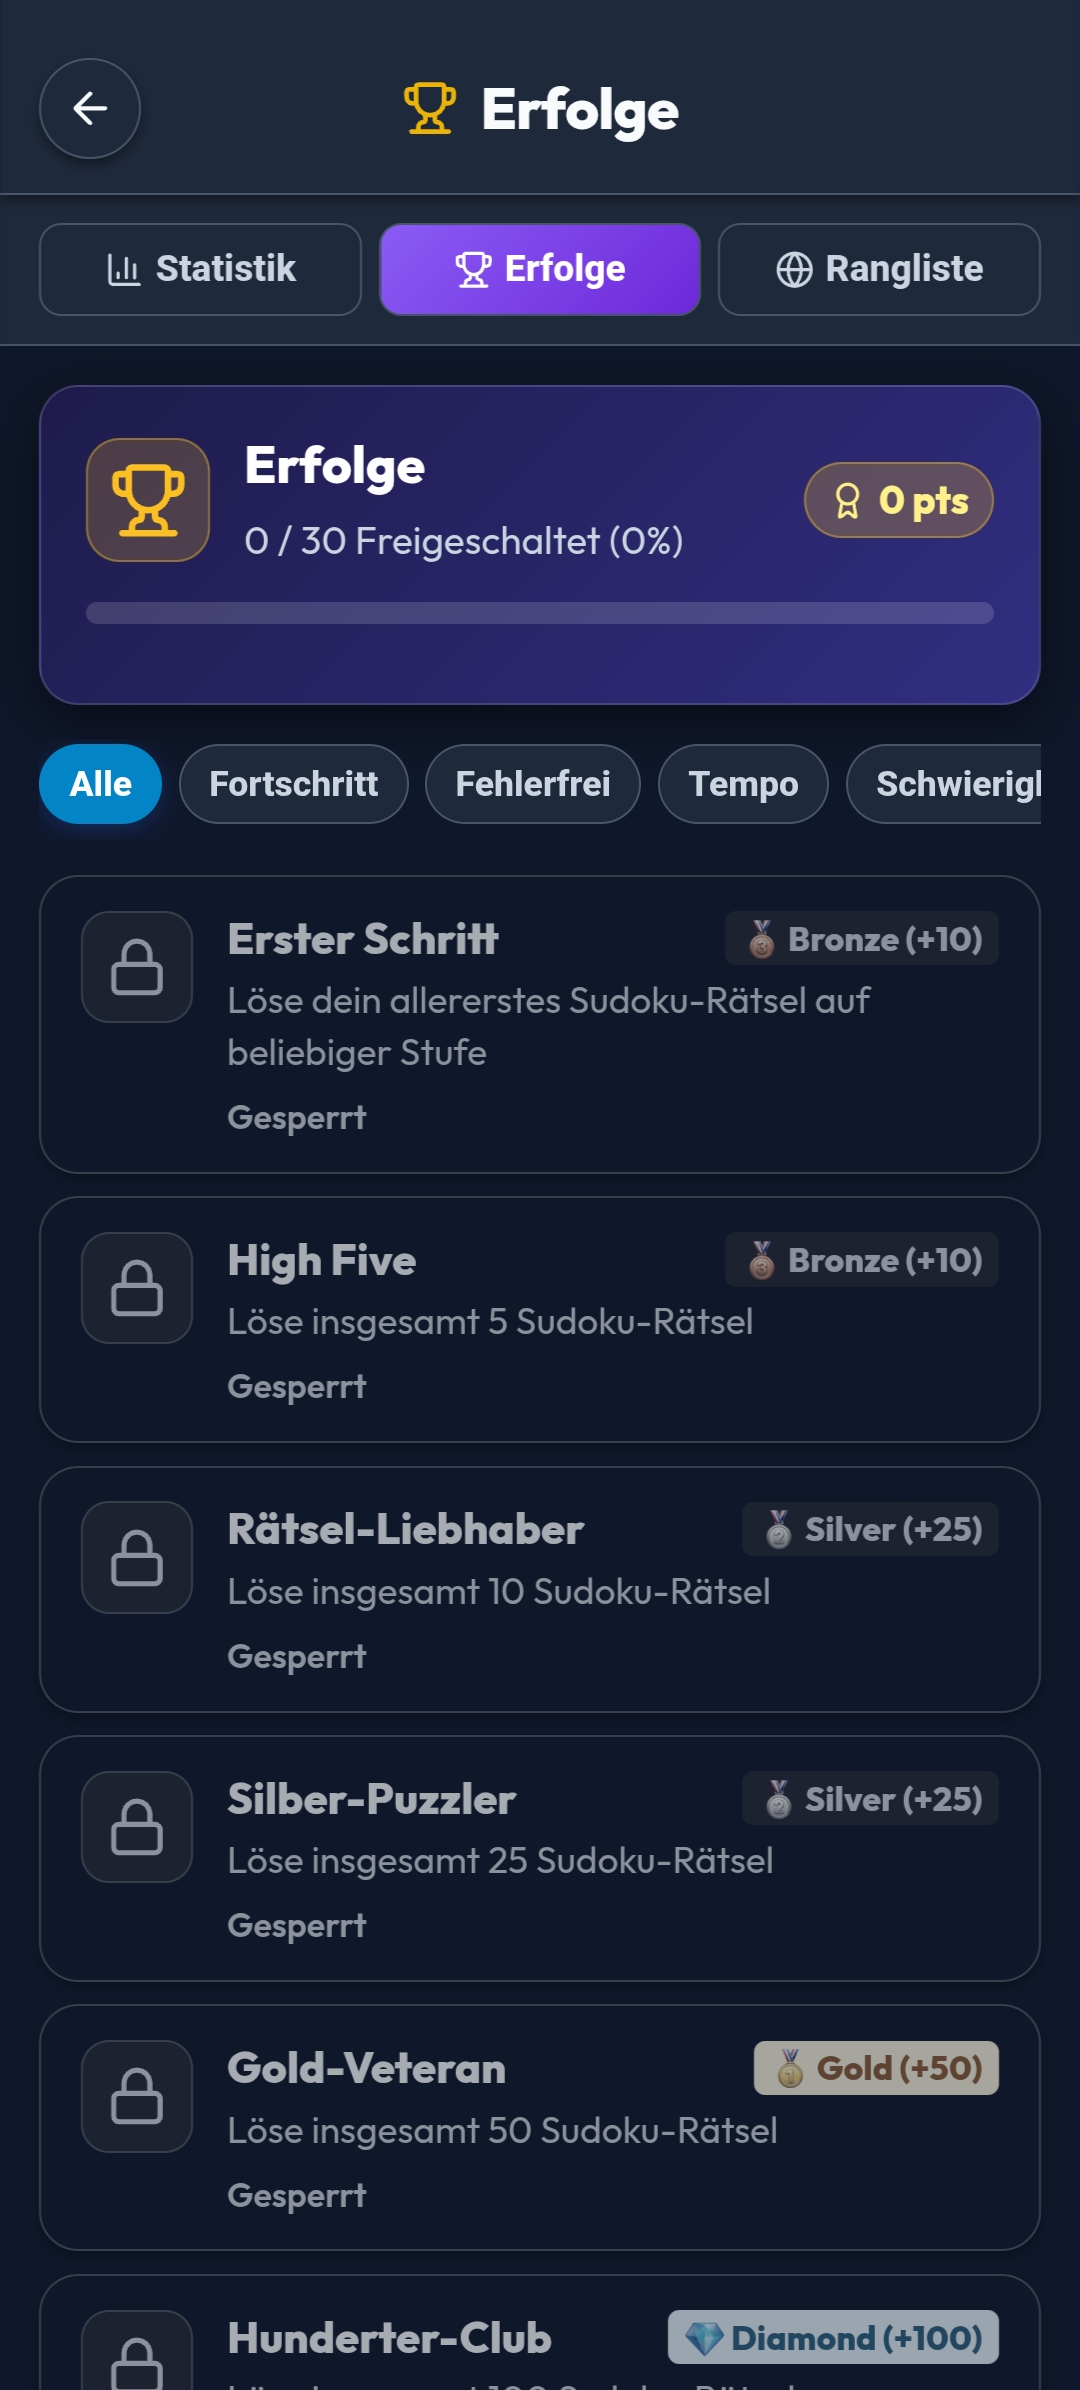 Erfolge
Statistik
Erfolge
Rangliste
Erfolge
0 / 30 Freigeschaltet (0%)
0 pts
Alle
Fortschritt
Fehlerfrei
Tempo
Erster Schritt
Bronze (+10)
Löse dein allererstes Sudoku-Rätsel auf
beliebiger Stufe
Gesperrt
High Five
Bronze (+10)
Löse insgesamt 5 Sudoku-Rätsel
Gesperrt
Rätsel-Liebhaber
Silver (+25)
Löse insgesamt 10 Sudoku-Rätsel
Gesperrt
Silber-Puzzler
Silver (+25)
Löse insgesamt 25 Sudoku-Rätsel
Gesperrt
Gold-Veteran
Gold (+50)
Löse insgesamt 50 Sudoku-Rätsel
Gesperrt
Hunderter-Club
Diamond (+100)